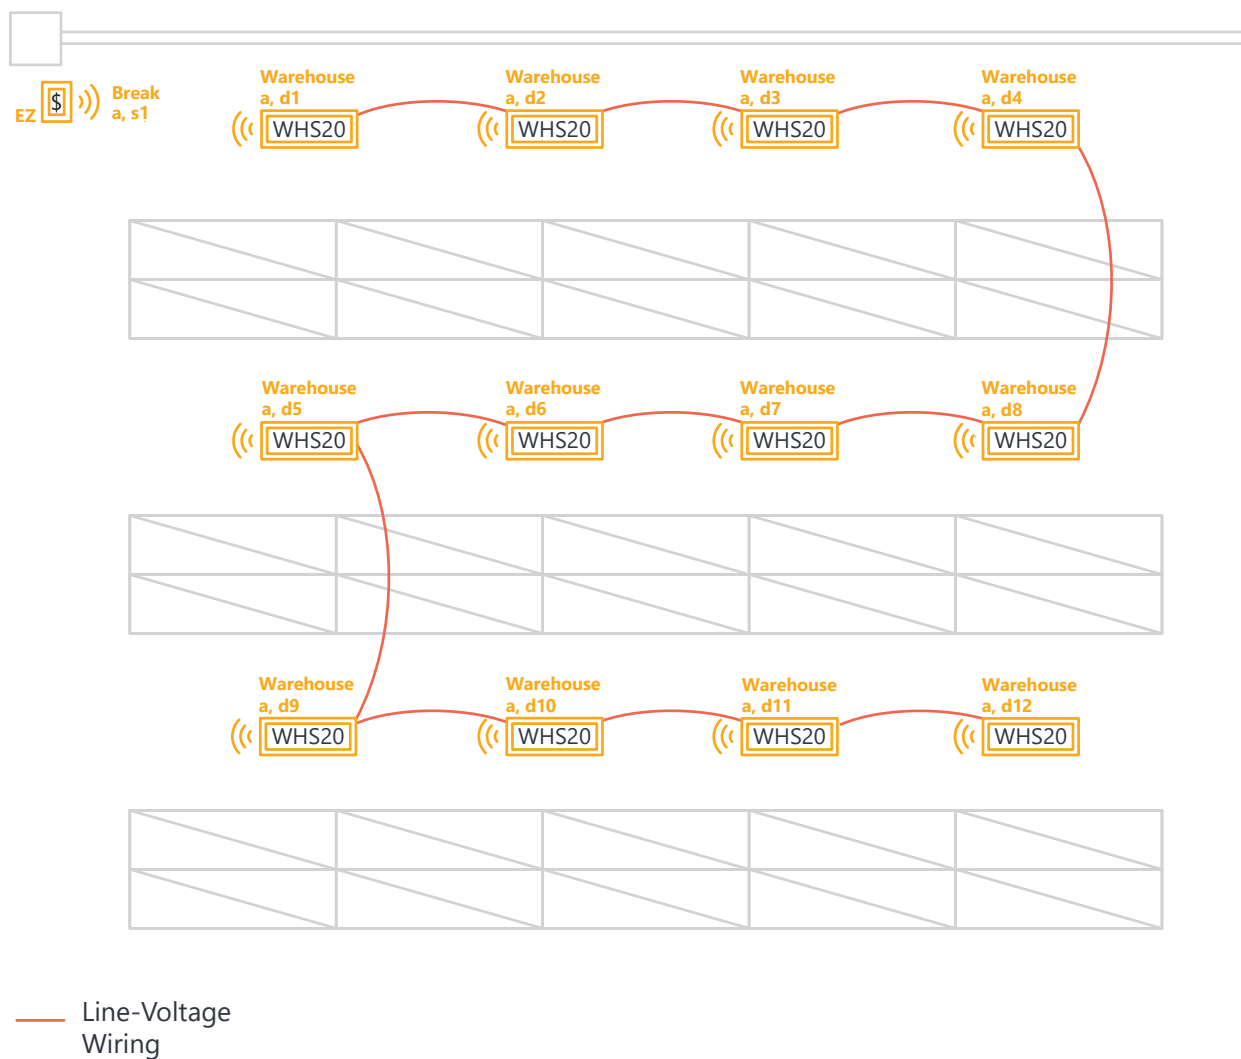 Warehouse
a, d1
Warehouse
a, d2
Warehouse
a, d3
Warehouse
a, d4
EZ
$
Break
a, s1
WHS20
WHS20
WHS20
WHS20
Warehouse
a, d5
Warehouse
a, d6
Warehouse
a, d7
Warehouse
a, d8
WHS20
WHS20
WHS20
WHS20
Warehouse
a, d9
Warehouse
a, d10
Warehouse
a, d11
Warehouse
a, d12
WHS20
WHS20
WHS20
WHS20
Line-Voltage
Wiring